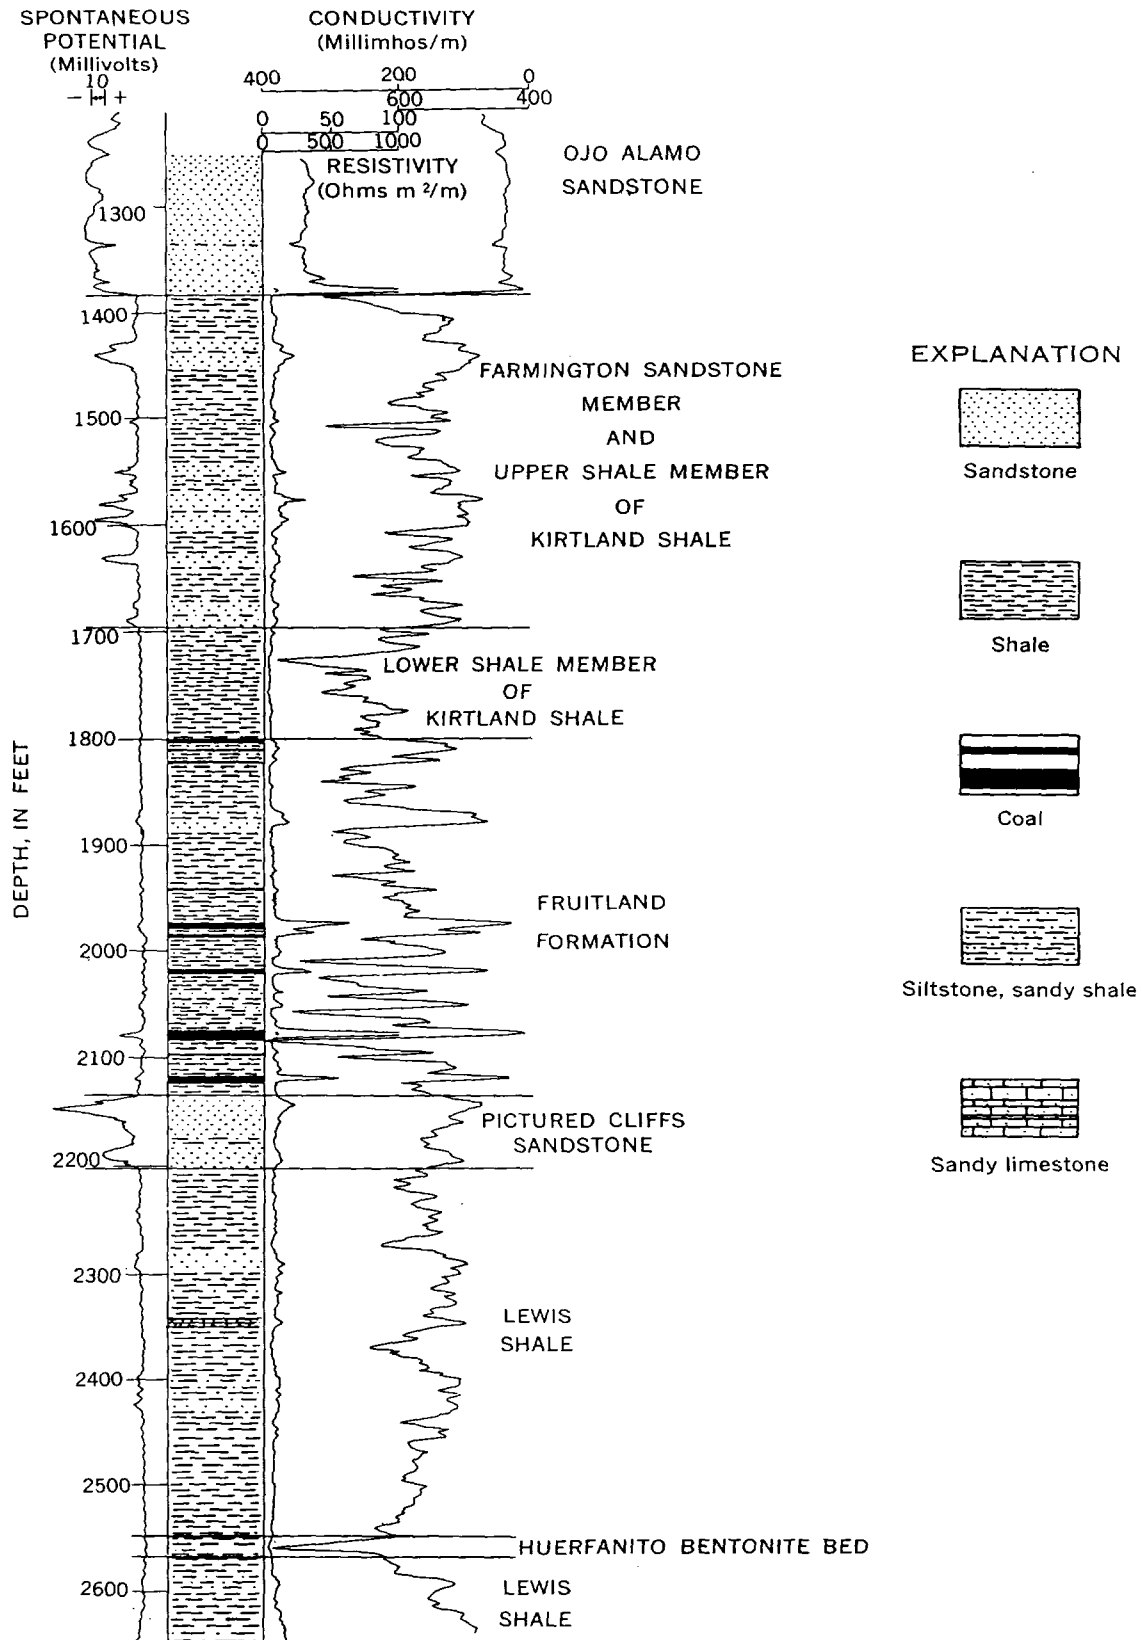 SPONTANEOUS
POTENTIAL
(Millivolts)
10
− +
CONDUCTIVITY
(Millimhos/m)
400 200 0
600 400
0 50 100
0 500 1000
RESISTIVITY
(Ohms m²/m)
OJO ALAMO
SANDSTONE
1300
1400
FARMINGTON SANDSTONE
MEMBER
AND
UPPER SHALE MEMBER
OF
KIRTLAND SHALE
1500
1600
1700
LOWER SHALE MEMBER
OF
KIRTLAND SHALE
1800
DEPTH, IN FEET
1900
FRUITLAND
FORMATION
2000
2100
PICTURED CLIFFS
SANDSTONE
2200
2300
LEWIS
SHALE
2400
2500
HUERFANITO BENTONITE BED
2600
LEWIS
SHALE
EXPLANATION
Sandstone
Shale
Coal
Siltstone, sandy shale
Sandy limestone